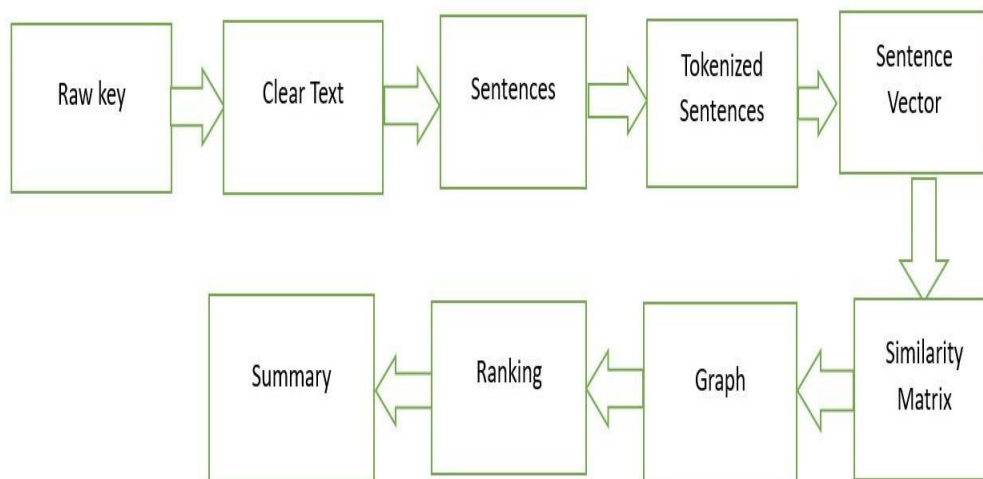 Raw key
Clear Text
Sentences
Tokenized
Sentences
Sentence
Vector
Similarity
Matrix
Graph
Ranking
Summary